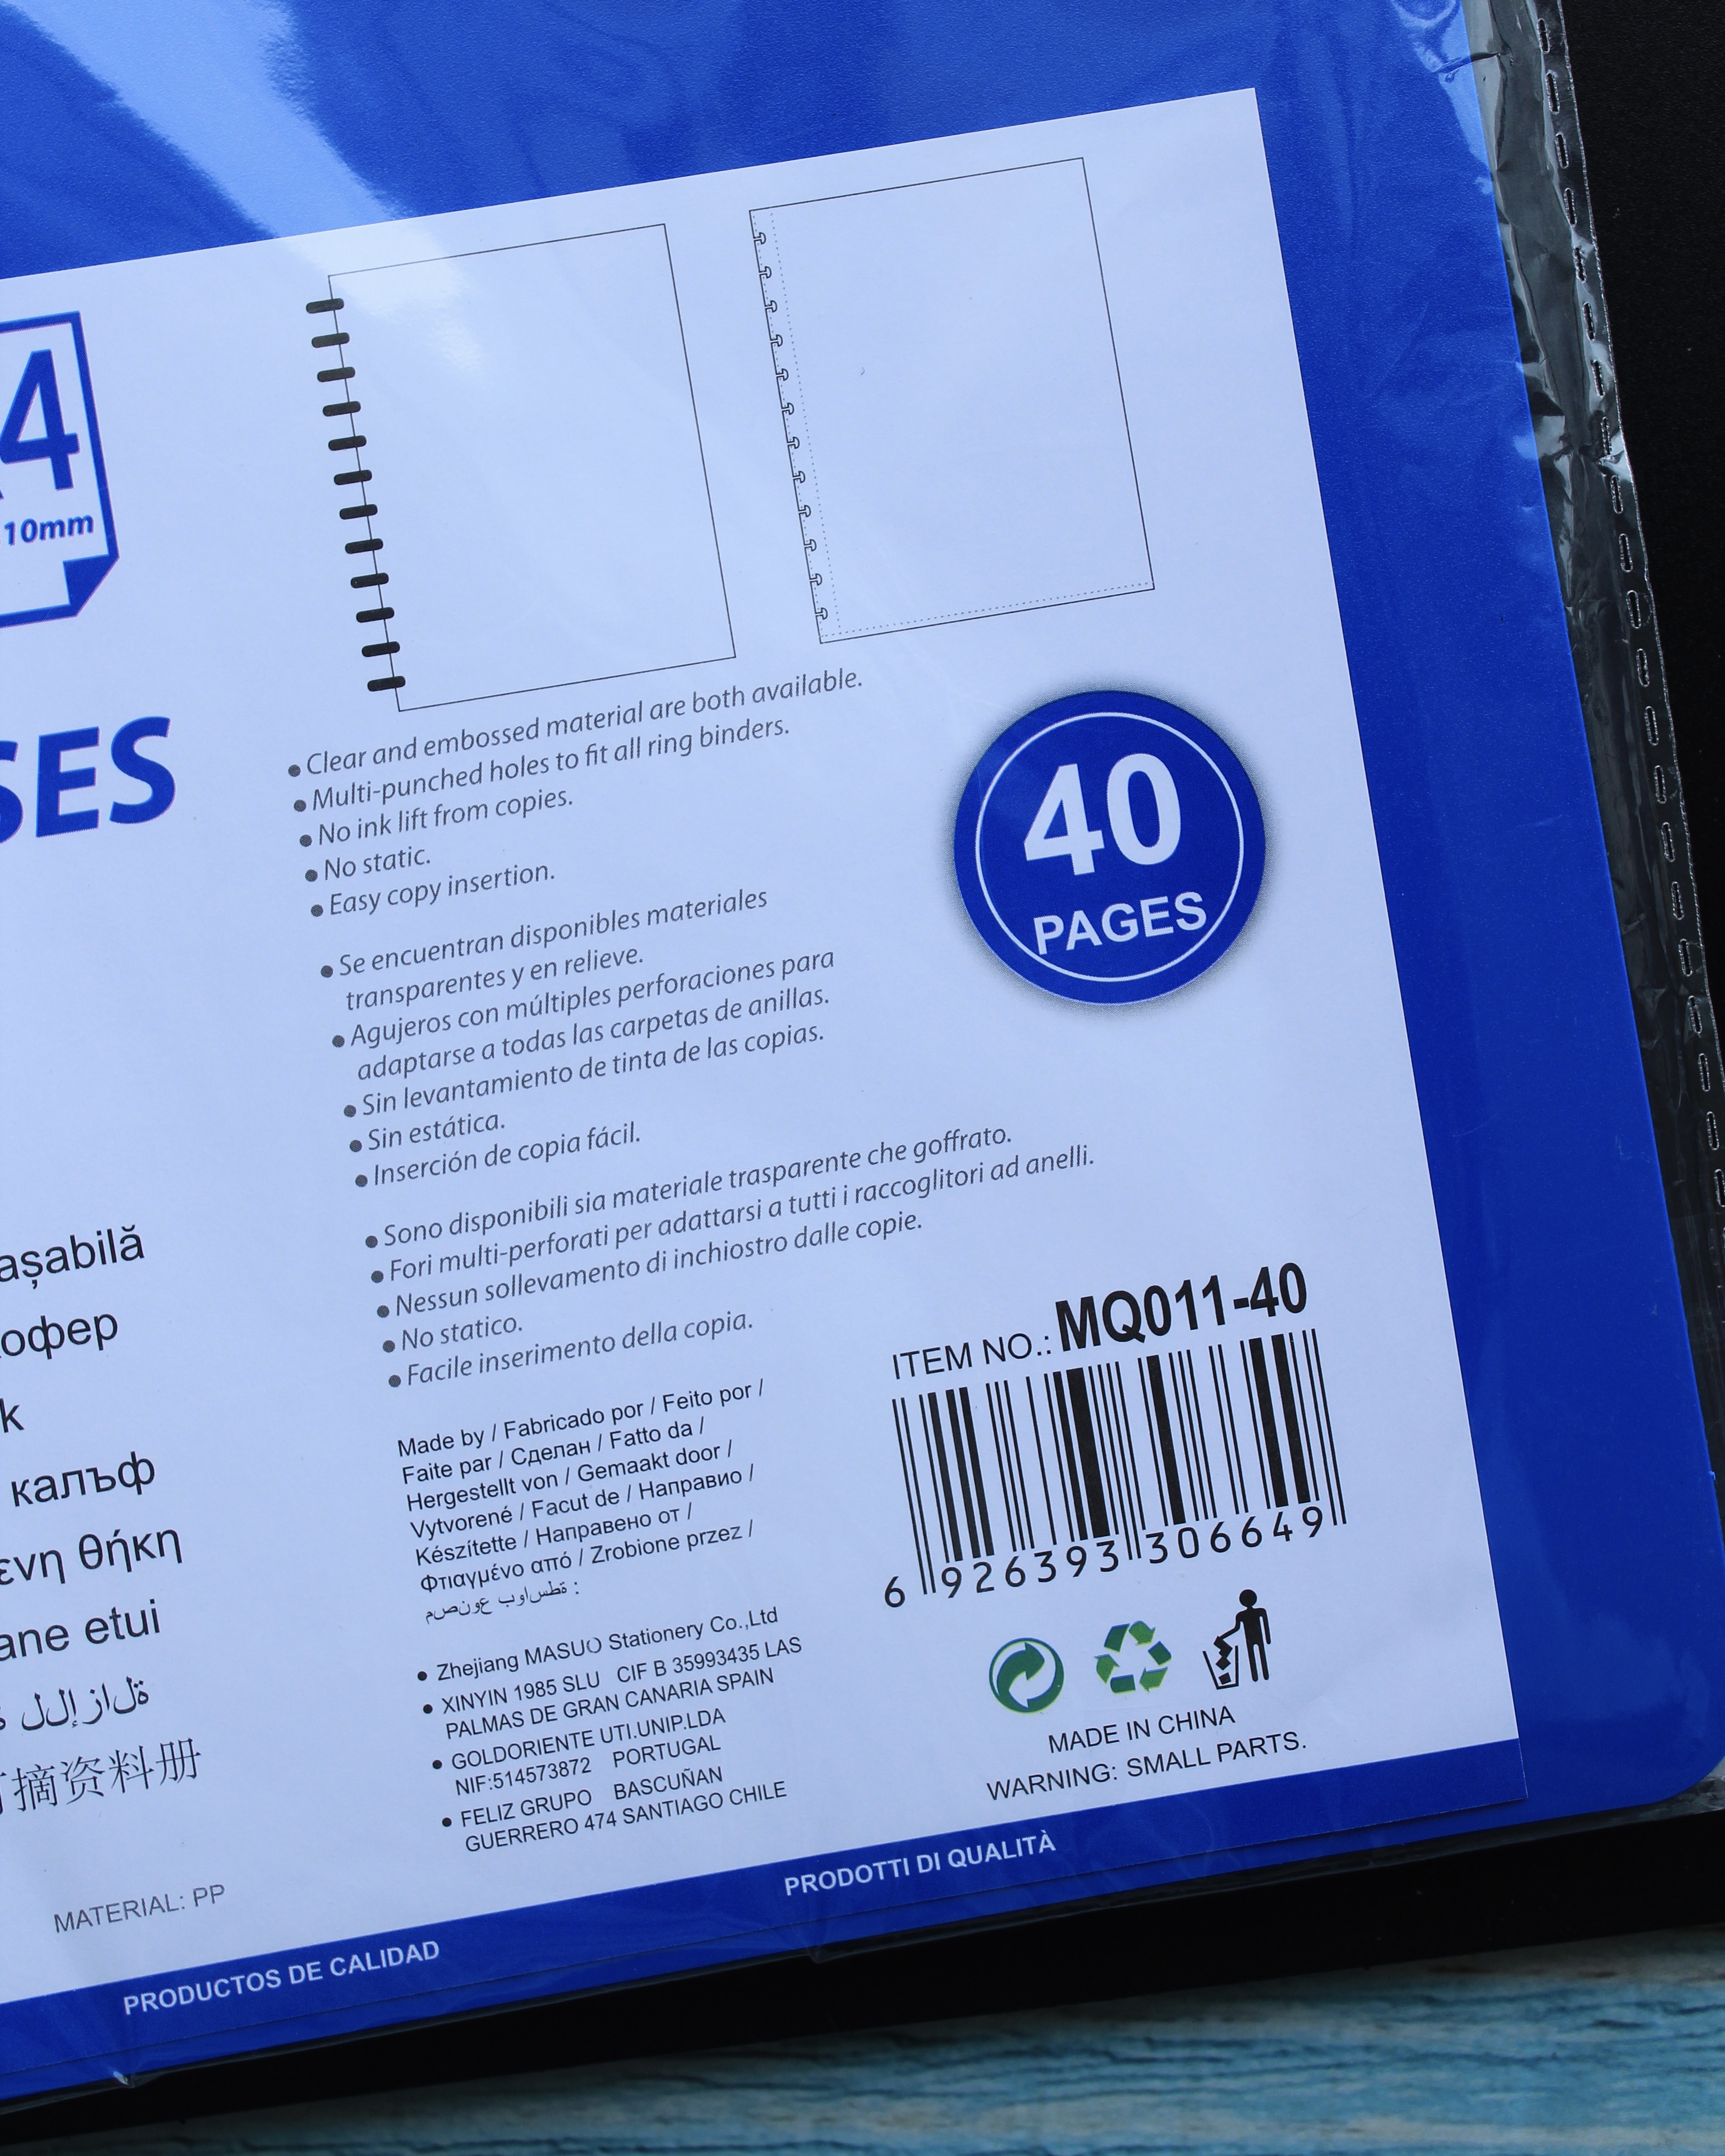 A4
10mm
SES
așabilă
офер
k
калъф
ενη θήκη
ane etui
للإزالة
摘资料册
MATERIAL: PP
• Clear and embossed material are both available.
• Multi-punched holes to fit all ring binders.
• No ink lift from copies.
• No static.
• Easy copy insertion.
• Se encuentran disponibles materiales
transparentes y en relieve.
• Agujeros con múltiples perforaciones para
adaptarse a todas las carpetas de anillas.
• Sin levantamiento de tinta de las copias.
• Sin estática.
• Inserción de copia fácil.
• Sono disponibili sia materiale trasparente che goffrato.
• Fori multi-perforati per adattarsi a tutti i raccoglitori ad anelli.
• Nessun sollevamento di inchiostro dalle copie.
• No statico.
• Facile inserimento della copia.
40
PAGES
Made by / Fabricado por / Feito por /
Faite par / Сделан / Fatto da /
Hergestellt von / Gemaakt door /
Vytvorené / Facut de / Направио /
Készítette / Направено от /
Φτιαγμένο από / Zrobione przez /
مصنوع بواسطة :
• Zhejiang MASUO Stationery Co.,Ltd
• XINYIN 1985 SLU CIF B 35993435 LAS
PALMAS DE GRAN CANARIA SPAIN
• GOLDORIENTE UTI.UNIP.LDA
NIF:514573872 PORTUGAL
• FELIZ GRUPO BASCUÑAN
GUERRERO 474 SANTIAGO CHILE
ITEM NO.: MQ011-40
6 926393 306649
MADE IN CHINA
WARNING: SMALL PARTS.
PRODUCTOS DE CALIDAD
PRODOTTI DI QUALITÀ